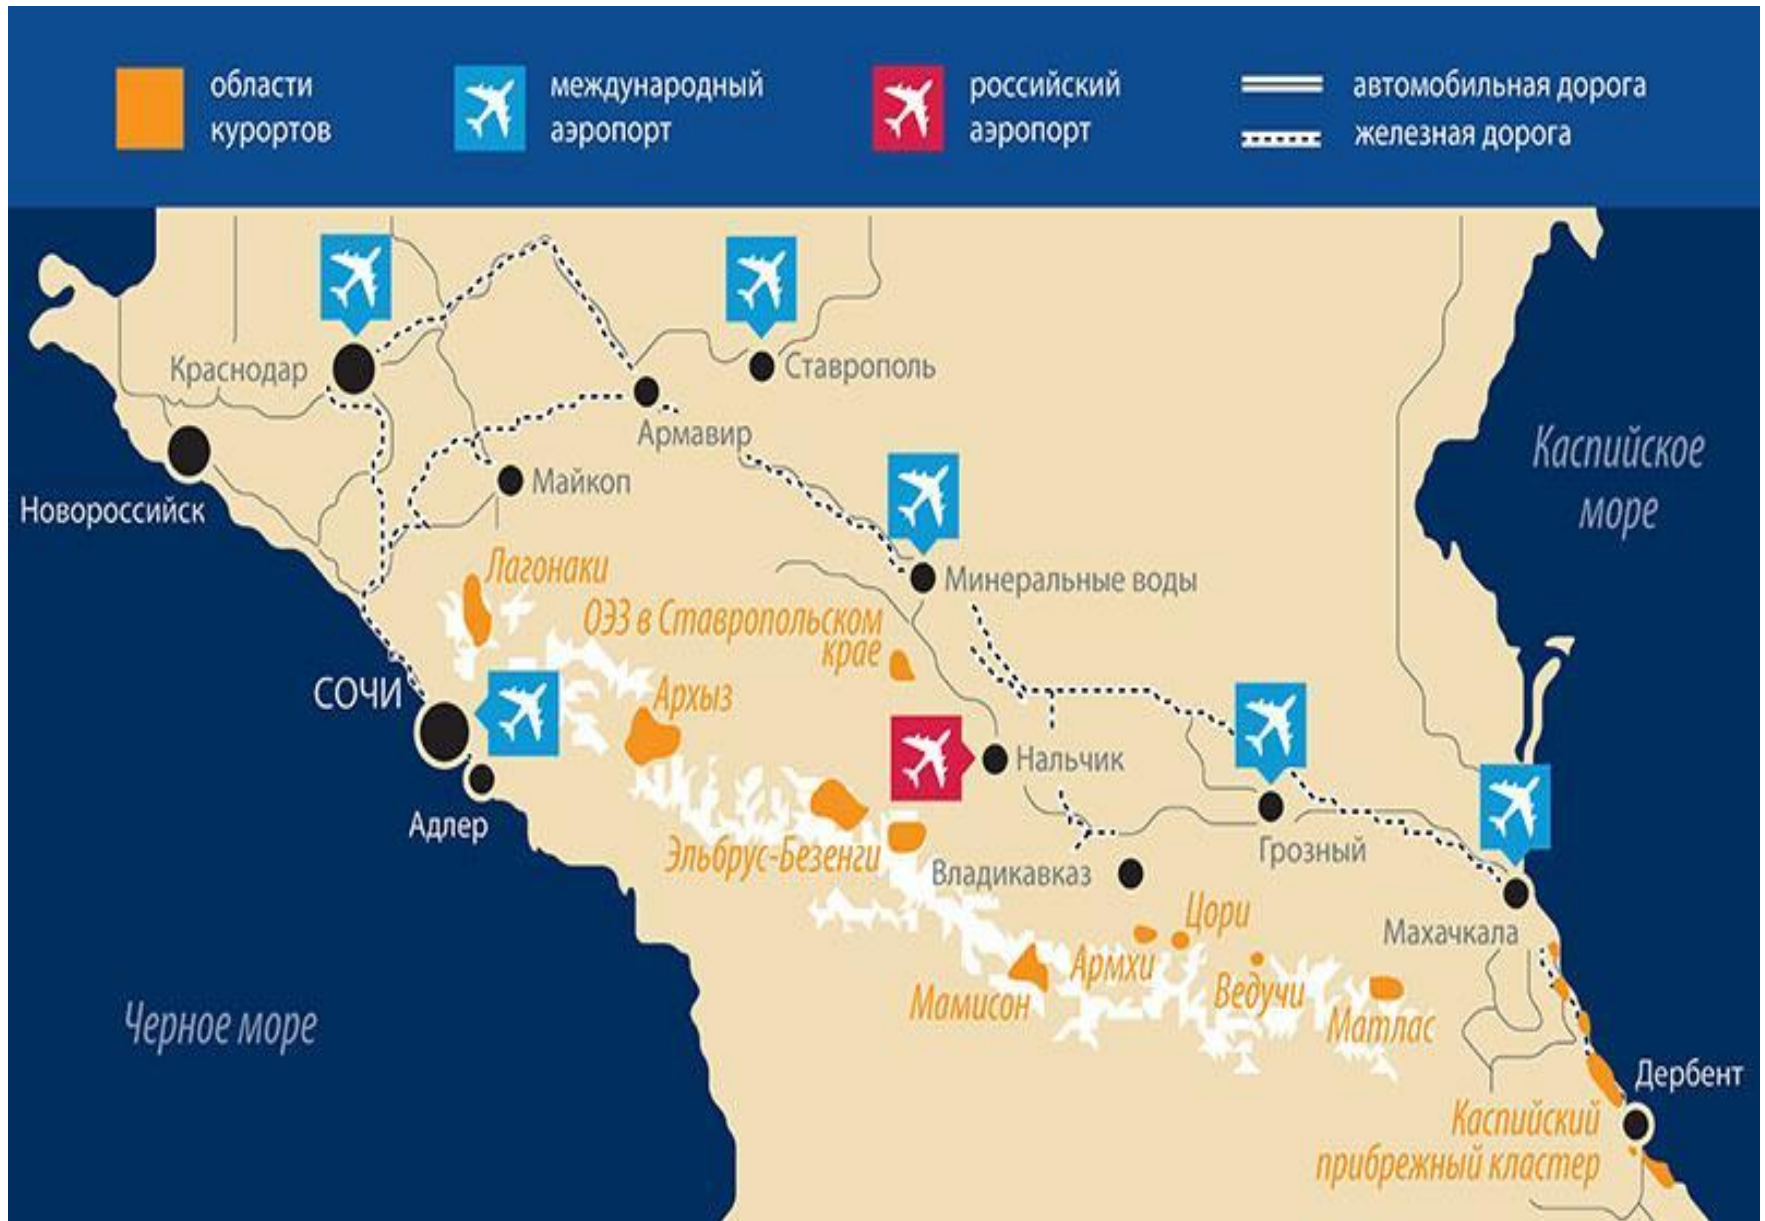 области
курортов
международный
аэропорт
российский
аэропорт
автомобильная дорога
железная дорога
Краснодар
Ставрополь
Армавир
Каспийское
море
Майкоп
Новороссийск
Лагонаки
Минеральные воды
ОЭЗ в Ставропольском
крае
СОЧИ
Архыз
Нальчик
Адлер
Эльбрус-Безенги
Грозный
Владикавказ
Цори
Махачкала
Армхи
Ведучи
Мамисон
Матлас
Черное море
Дербент
Каспийский
прибрежный кластер